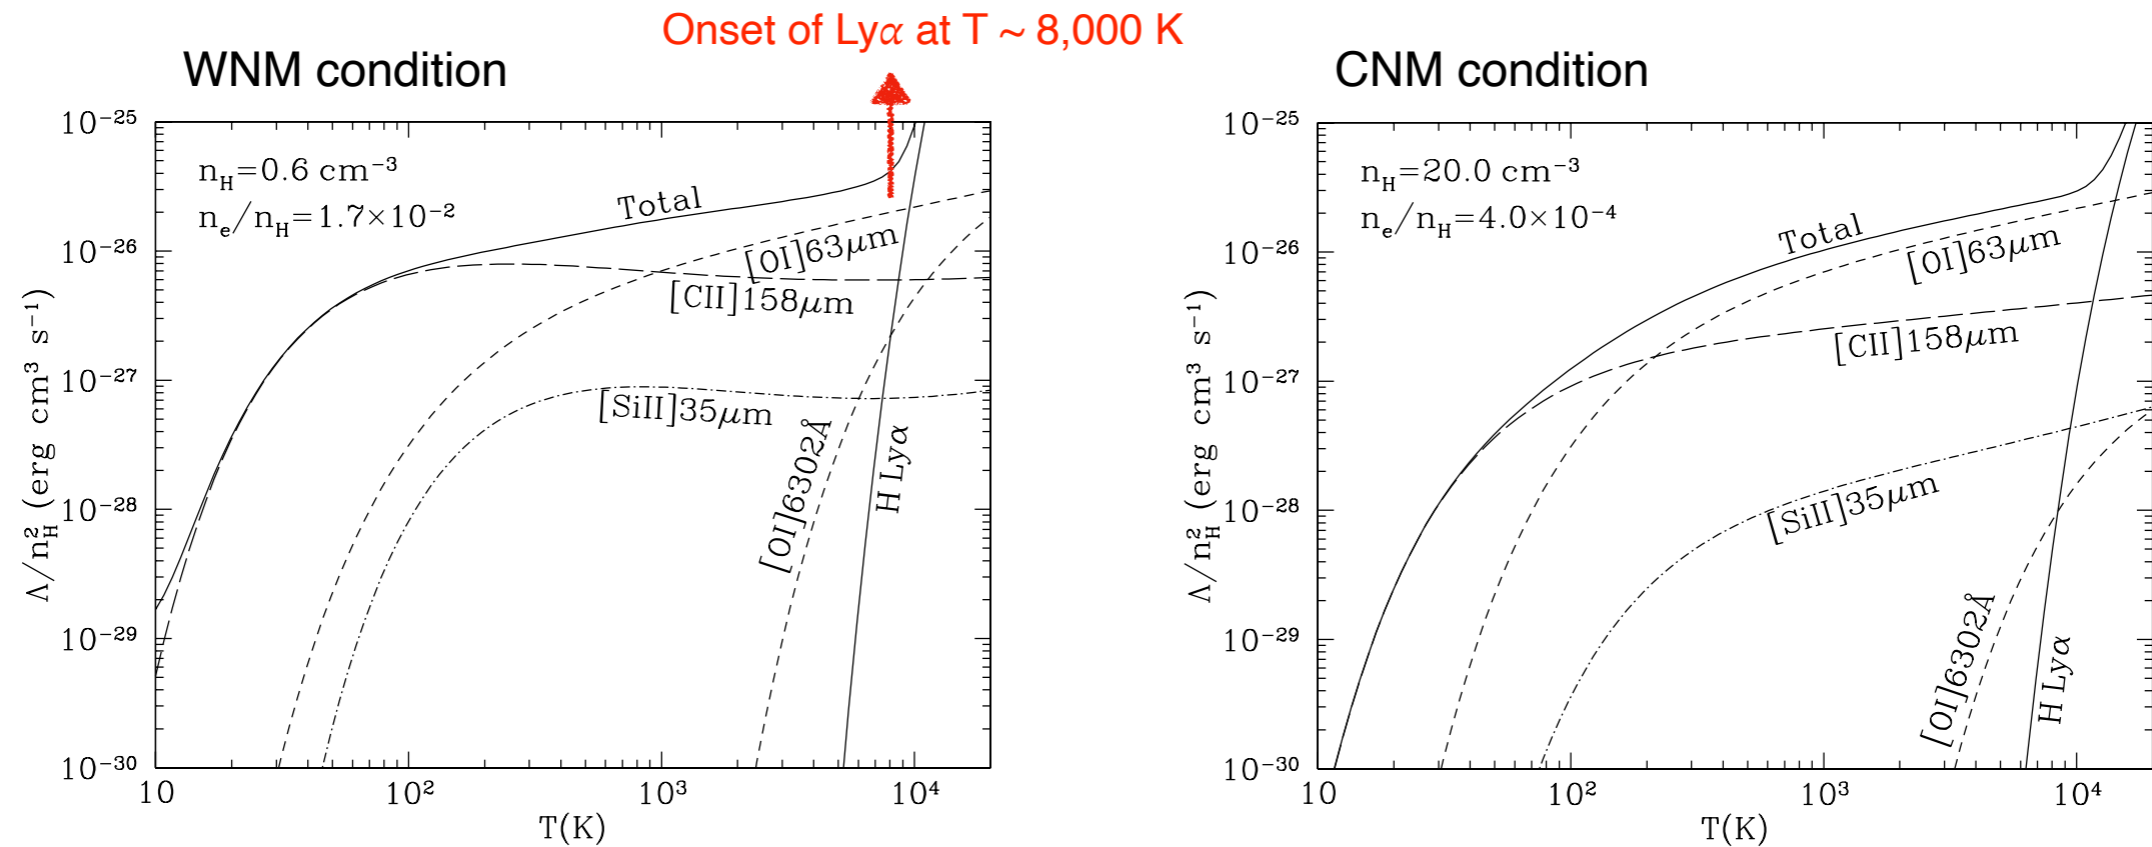 Onset of Lyα at T ~ 8,000 K
WNM condition
10⁻²⁵
10⁻²⁶
10⁻²⁷
10⁻²⁸
10⁻²⁹
10⁻³⁰
Λ/n_H² (erg cm³ s⁻¹)
n_H=0.6 cm⁻³
n_e/n_H=1.7×10⁻²
Total
[OI]63μm
[CII]158μm
[SiII]35μm
[OI]6302Å
H Lyα
10
10²
10³
10⁴
T(K)
CNM condition
10⁻²⁵
10⁻²⁶
10⁻²⁷
10⁻²⁸
10⁻²⁹
10⁻³⁰
Λ/n_H² (erg cm³ s⁻¹)
n_H=20.0 cm⁻³
n_e/n_H=4.0×10⁻⁴
Total
[OI]63μm
[CII]158μm
[SiII]35μm
[OI]6302Å
H Lyα
10
10²
10³
10⁴
T(K)